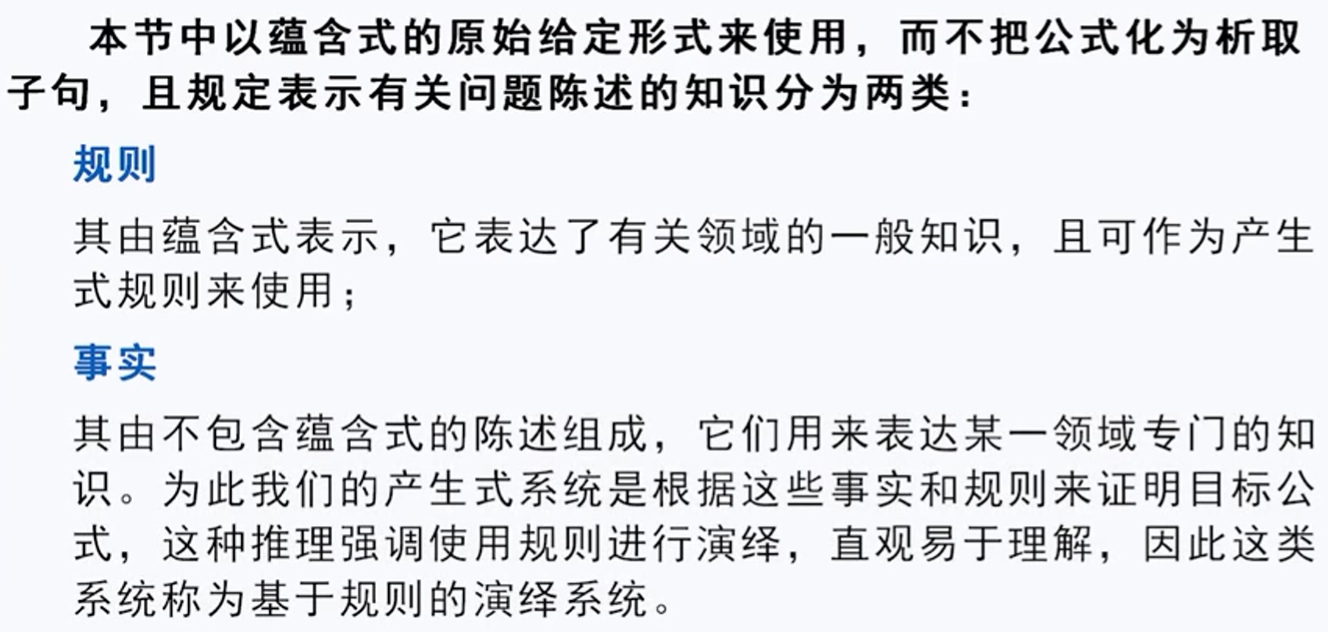 本节中以蕴含式的原始给定形式来使用，而不把公式化为析取
子句，且规定表示有关问题陈述的知识分为两类：
规则
其由蕴含式表示，它表达了有关领域的一般知识，且可作为产生
式规则来使用；
事实
其由不包含蕴含式的陈述组成，它们用来表达某一领域专门的知
识。为此我们的产生式系统是根据这些事实和规则来证明目标公
式，这种推理强调使用规则进行演绎，直观易于理解，因此这类
系统称为基于规则的演绎系统。